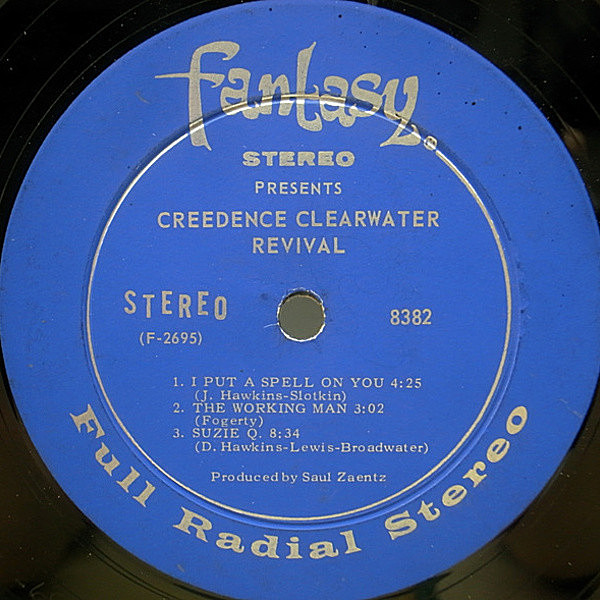 fantasy®
STEREO
PRESENTS
CREEDENCE CLEARWATER
REVIVAL
STEREO
8382
(F-2695)
1. I PUT A SPELL ON YOU 4:25
(J. Hawkins-Slotkin)
2. THE WORKING MAN 3:02
(Fogerty)
3. SUZIE Q. 8:34
(D. Hawkins-Lewis-Broadwater)
Produced by Saul Zaentz
Full Radial Stereo